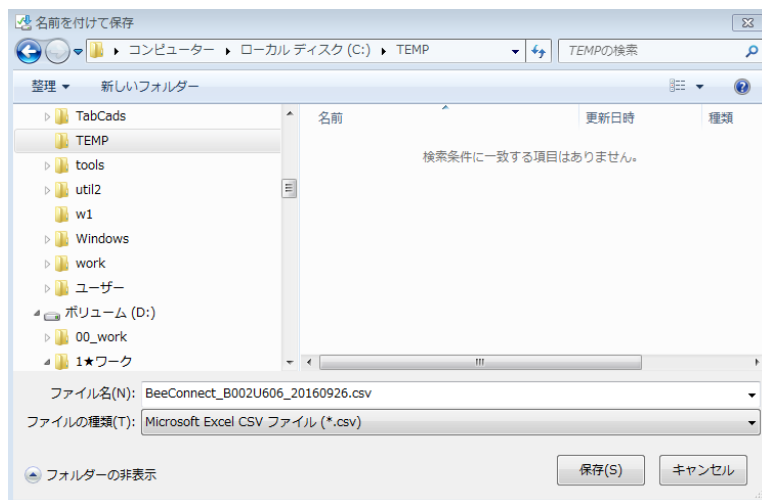 名前を付けて保存
コンピューター ローカル ディスク (C:) TEMP TEMPの検索
整理 新しいフォルダー
名前 更新日時 種類
検索条件に一致する項目はありません。
TabCads
TEMP
tools
util2
w1
Windows
work
ユーザー
ボリューム (D:)
00_work
1★ワーク
ファイル名(N): BeeConnect_B002U606_20160926.csv
ファイルの種類(T): Microsoft Excel CSV ファイル (*.csv)
フォルダーの非表示 保存(S) キャンセル